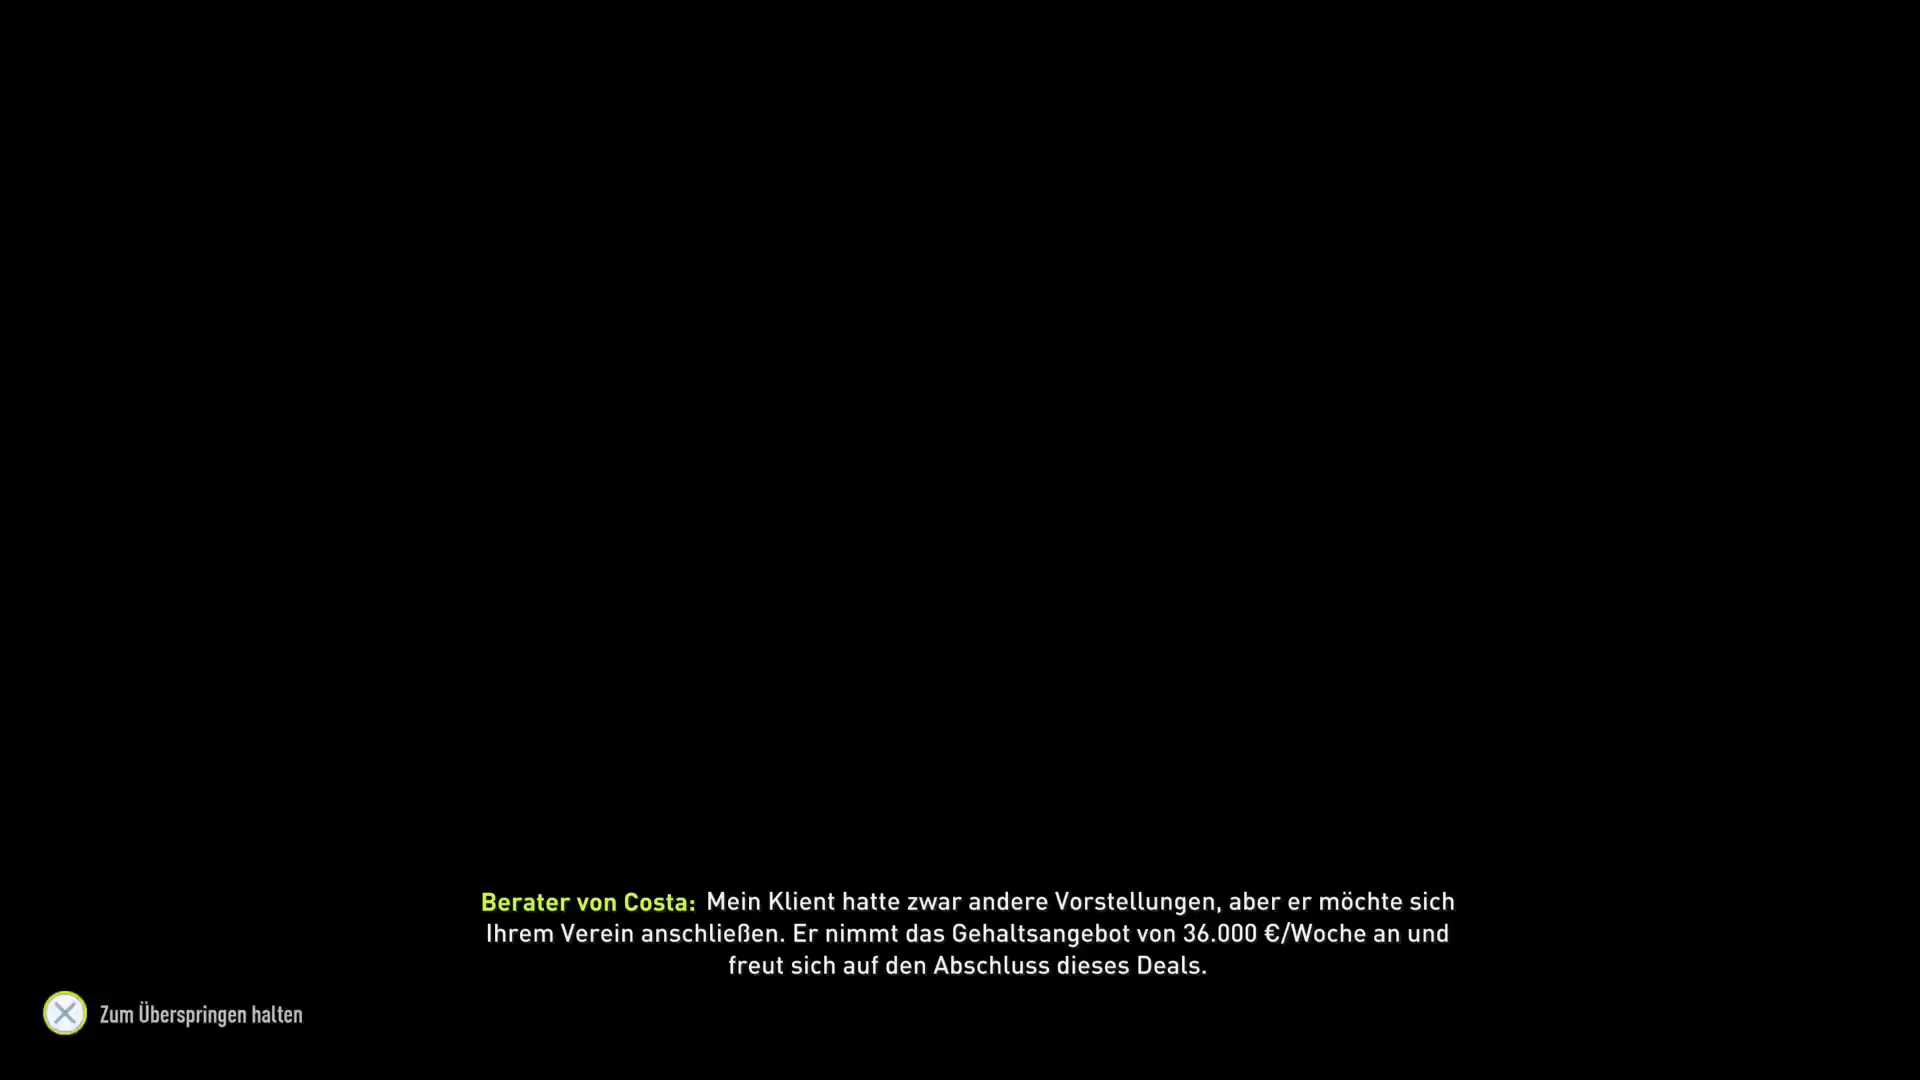 Berater von Costa: Mein Klient hatte zwar andere Vorstellungen, aber er möchte sich
Ihrem Verein anschließen. Er nimmt das Gehaltsangebot von 36.000 €/Woche an und
freut sich auf den Abschluss dieses Deals.
Zum Überspringen halten